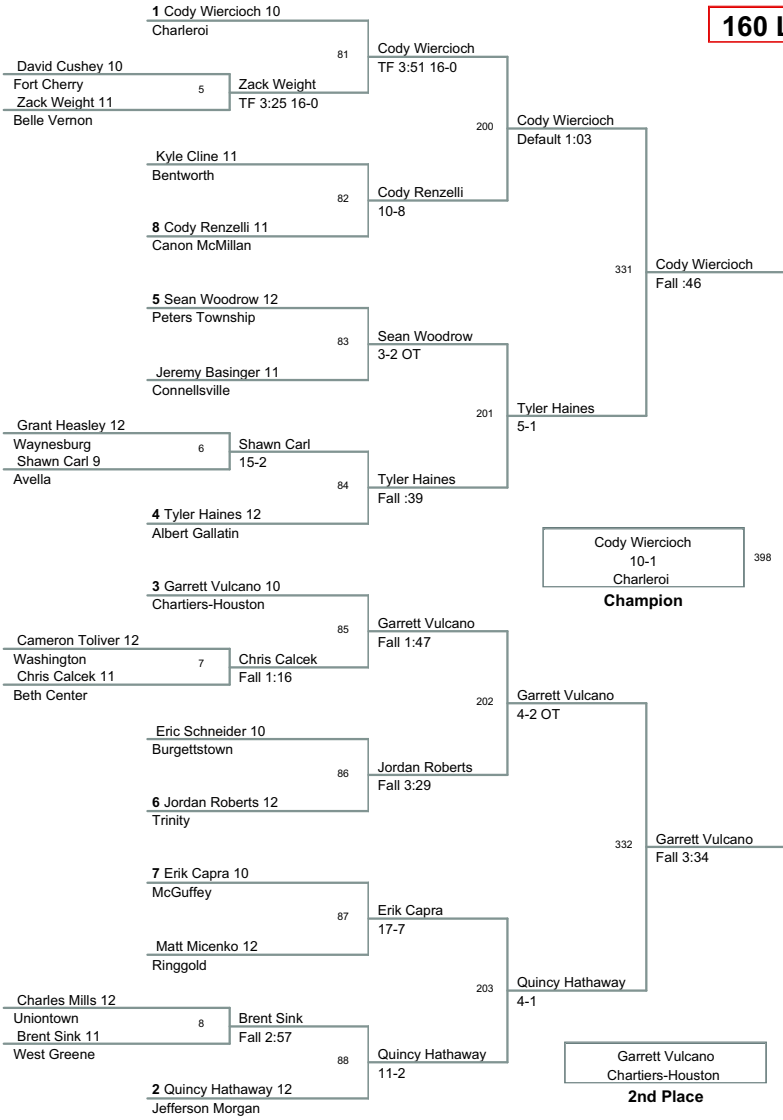 1 Cody Wiercioch 10
160 L
Charleroi
81
Cody Wiercioch
TF 3:51 16-0
David Cushey 10
Fort Cherry
5
Zack Weight
TF 3:25 16-0
Zack Weight 11
Belle Vernon
200
Cody Wiercioch
Default 1:03
Kyle Cline 11
Bentworth
82
Cody Renzelli
10-8
8 Cody Renzelli 11
Canon McMillan
331
Cody Wiercioch
Fall :46
5 Sean Woodrow 12
Peters Township
83
Sean Woodrow
3-2 OT
Jeremy Basinger 11
Connellsville
201
Tyler Haines
5-1
Grant Heasley 12
Waynesburg
6
Shawn Carl
15-2
Shawn Carl 9
Avella
84
Tyler Haines
Fall :39
4 Tyler Haines 12
Albert Gallatin
Cody Wiercioch
10-1
Charleroi
398
Champion
3 Garrett Vulcano 10
Chartiers-Houston
85
Garrett Vulcano
Fall 1:47
Cameron Toliver 12
Washington
7
Chris Calcek
Fall 1:16
Chris Calcek 11
Beth Center
202
Garrett Vulcano
4-2 OT
Eric Schneider 10
Burgettstown
86
Jordan Roberts
Fall 3:29
6 Jordan Roberts 12
Trinity
332
Garrett Vulcano
Fall 3:34
7 Erik Capra 10
McGuffey
87
Erik Capra
17-7
Matt Micenko 12
Ringgold
203
Quincy Hathaway
4-1
Charles Mills 12
Uniontown
8
Brent Sink
Fall 2:57
Brent Sink 11
West Greene
88
Quincy Hathaway
11-2
2 Quincy Hathaway 12
Jefferson Morgan
Garrett Vulcano
Chartiers-Houston
2nd Place